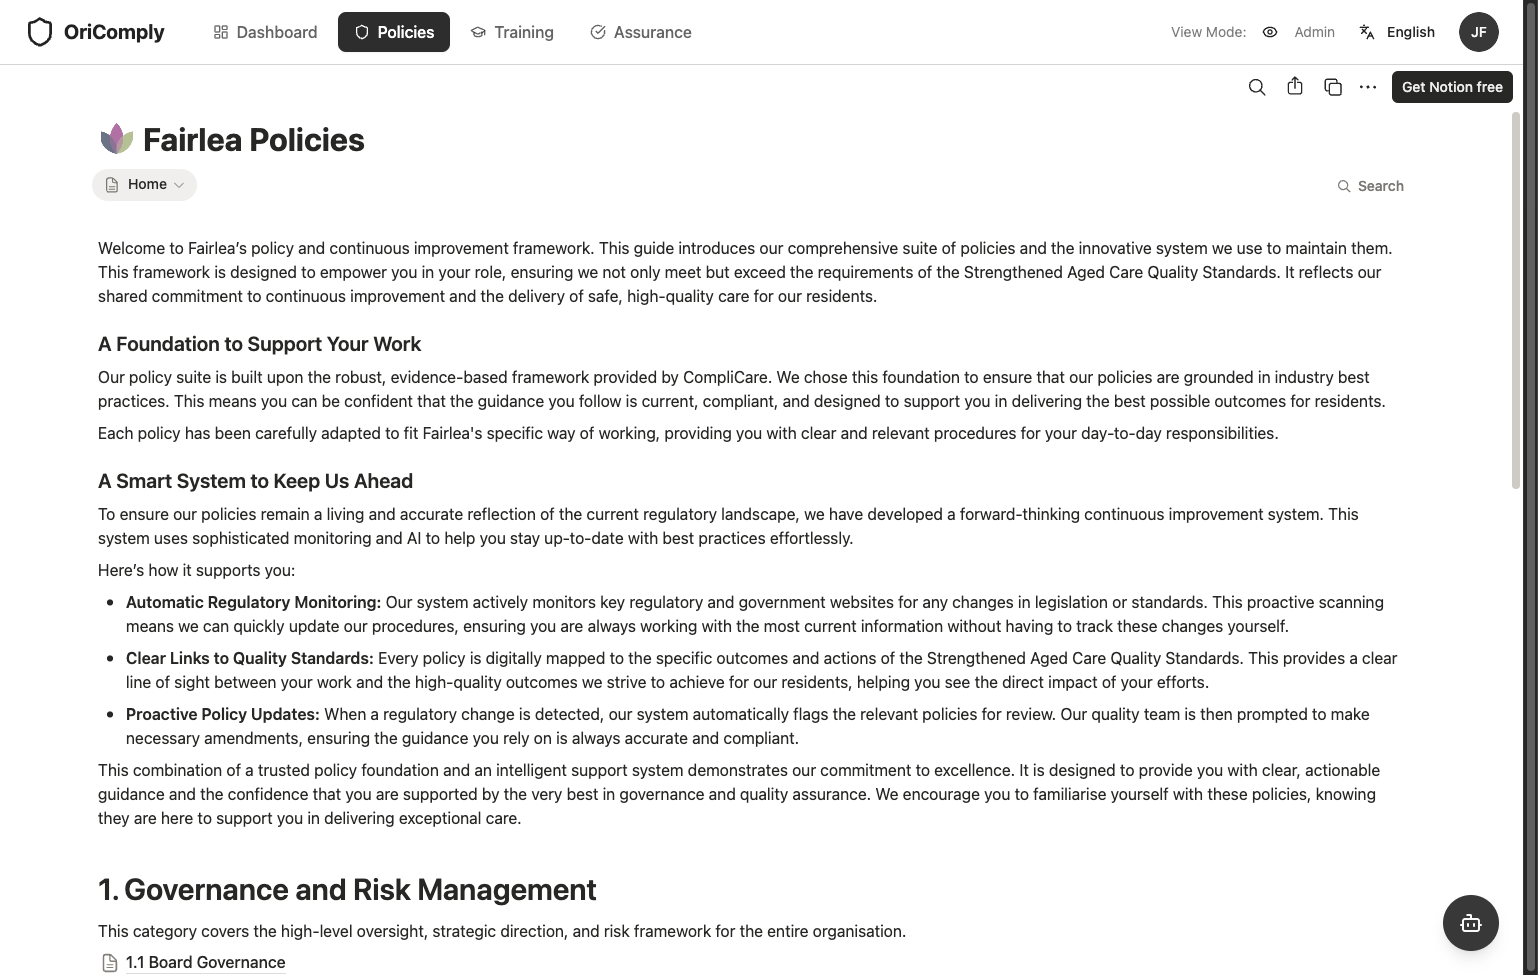 OriComply
Dashboard
Policies
Training
Assurance
View Mode:
Admin
English
JF
Get Notion free
Fairlea Policies
Home
Search
Welcome to Fairlea’s policy and continuous improvement framework. This guide introduces our comprehensive suite of policies and the innovative system we use to maintain them.
This framework is designed to empower you in your role, ensuring we not only meet but exceed the requirements of the Strengthened Aged Care Quality Standards. It reflects our
shared commitment to continuous improvement and the delivery of safe, high-quality care for our residents.
A Foundation to Support Your Work
Our policy suite is built upon the robust, evidence-based framework provided by CompliCare. We chose this foundation to ensure that our policies are grounded in industry best
practices. This means you can be confident that the guidance you follow is current, compliant, and designed to support you in delivering the best possible outcomes for residents.
Each policy has been carefully adapted to fit Fairlea's specific way of working, providing you with clear and relevant procedures for your day-to-day responsibilities.
A Smart System to Keep Us Ahead
To ensure our policies remain a living and accurate reflection of the current regulatory landscape, we have developed a forward-thinking continuous improvement system. This
system uses sophisticated monitoring and AI to help you stay up-to-date with best practices effortlessly.
Here’s how it supports you:
• Automatic Regulatory Monitoring: Our system actively monitors key regulatory and government websites for any changes in legislation or standards. This proactive scanning
means we can quickly update our procedures, ensuring you are always working with the most current information without having to track these changes yourself.
• Clear Links to Quality Standards: Every policy is digitally mapped to the specific outcomes and actions of the Strengthened Aged Care Quality Standards. This provides a clear
line of sight between your work and the high-quality outcomes we strive to achieve for our residents, helping you see the direct impact of your efforts.
• Proactive Policy Updates: When a regulatory change is detected, our system automatically flags the relevant policies for review. Our quality team is then prompted to make
necessary amendments, ensuring the guidance you rely on is always accurate and compliant.
This combination of a trusted policy foundation and an intelligent support system demonstrates our commitment to excellence. It is designed to provide you with clear, actionable
guidance and the confidence that you are supported by the very best in governance and quality assurance. We encourage you to familiarise yourself with these policies, knowing
they are here to support you in delivering exceptional care.
1. Governance and Risk Management
This category covers the high-level oversight, strategic direction, and risk framework for the entire organisation.
1.1 Board Governance